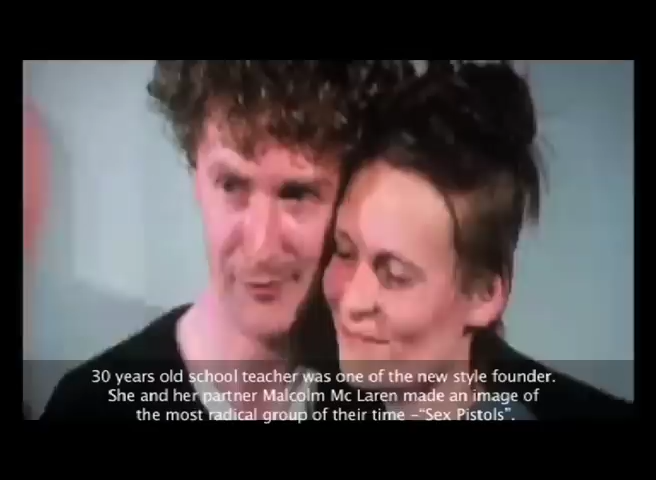 30 years old school teacher was one of the new style founder.
She and her partner Malcolm Mc Laren made an image of
the most radical group of their time -"Sex Pistols".